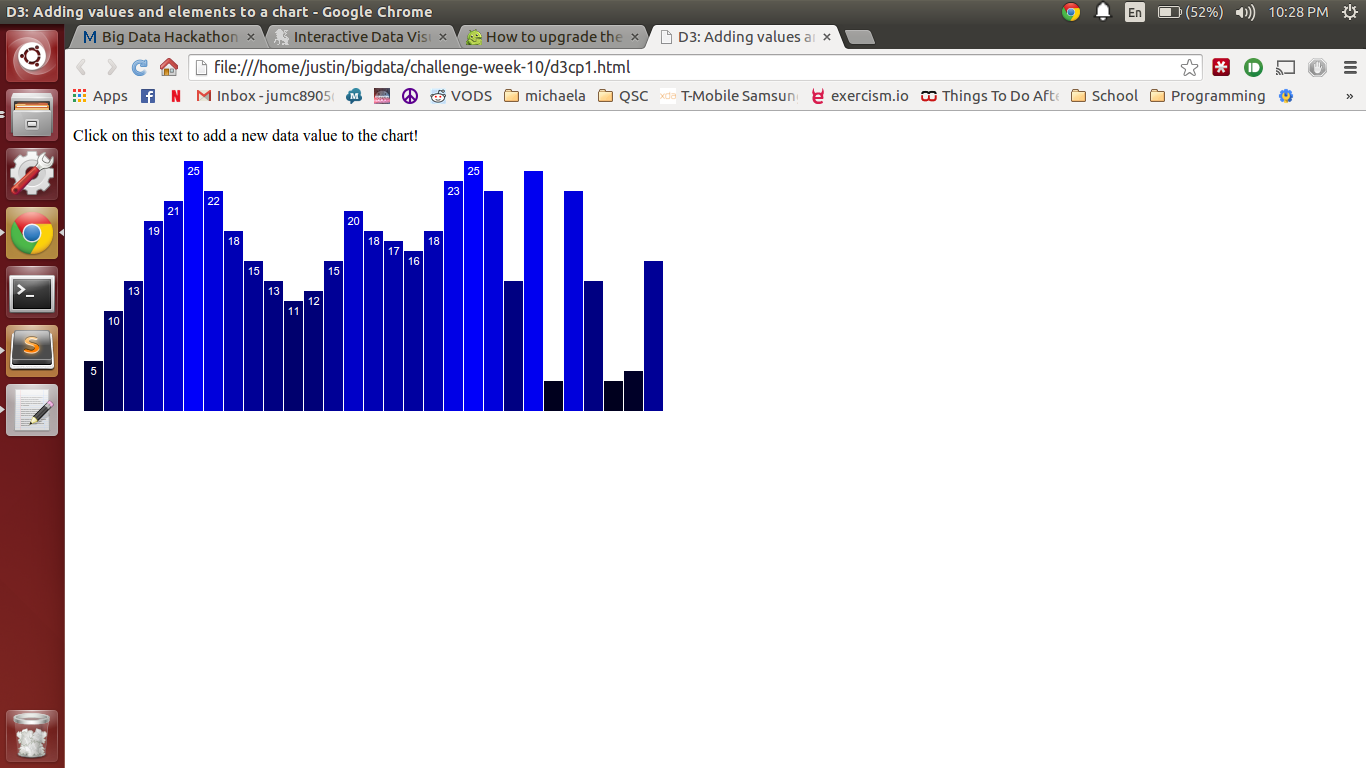 D3: Adding values and elements to a chart - Google Chrome
En (52%) 10:28 PM
Big Data Hackathon
Interactive Data Vis
How to upgrade the
D3: Adding values a
file:///home/justin/bigdata/challenge-week-10/d3cp1.html
Apps Inbox - jumc8905 VODS michaela QSC T-Mobile Samsun exercism.io Things To Do Afte School Programming »
Click on this text to add a new data value to the chart!
5 10 13 19 21 25 22 18 15 13 11 12 15 20 18 17 16 18 23 25